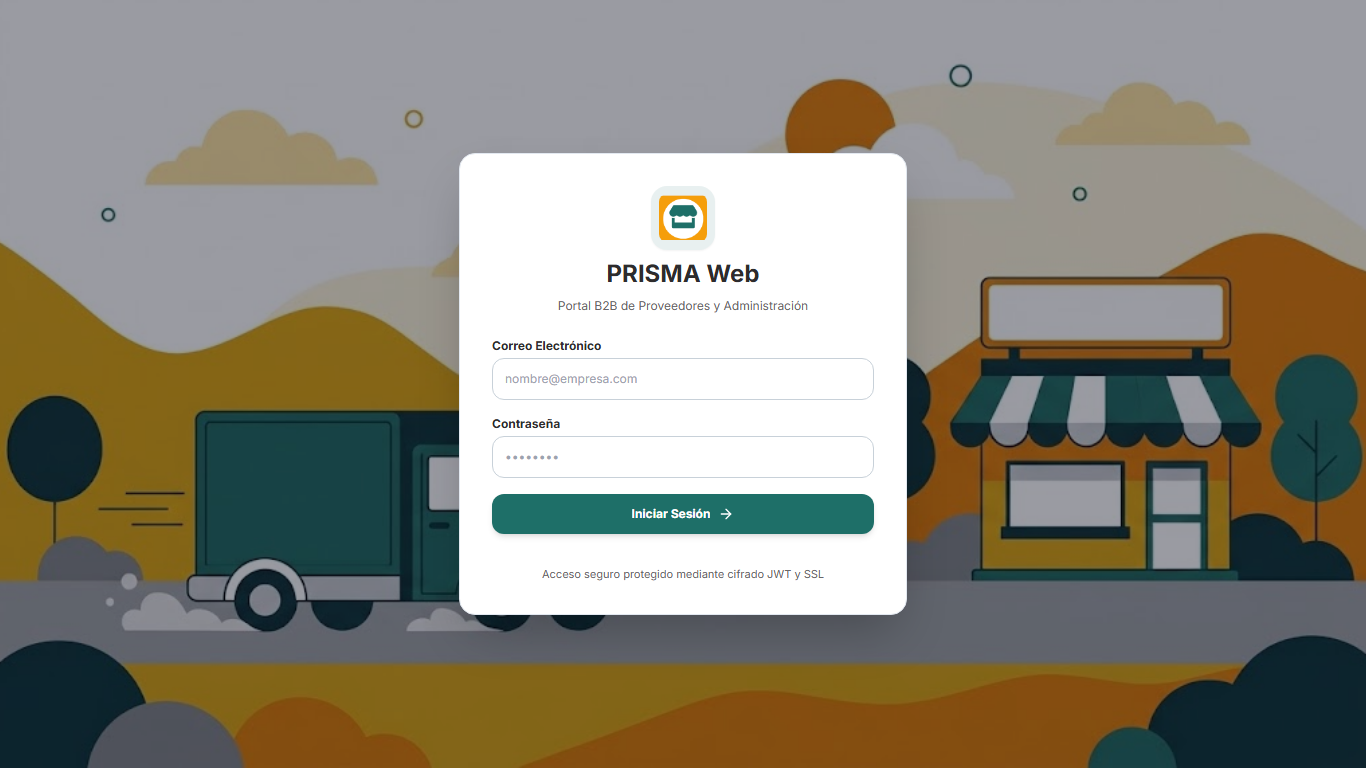 PRISMA Web
Portal B2B de Proveedores y Administración
Correo Electrónico
nombre@empresa.com
Contraseña
••••••••
Iniciar Sesión →
Acceso seguro protegido mediante cifrado JWT y SSL